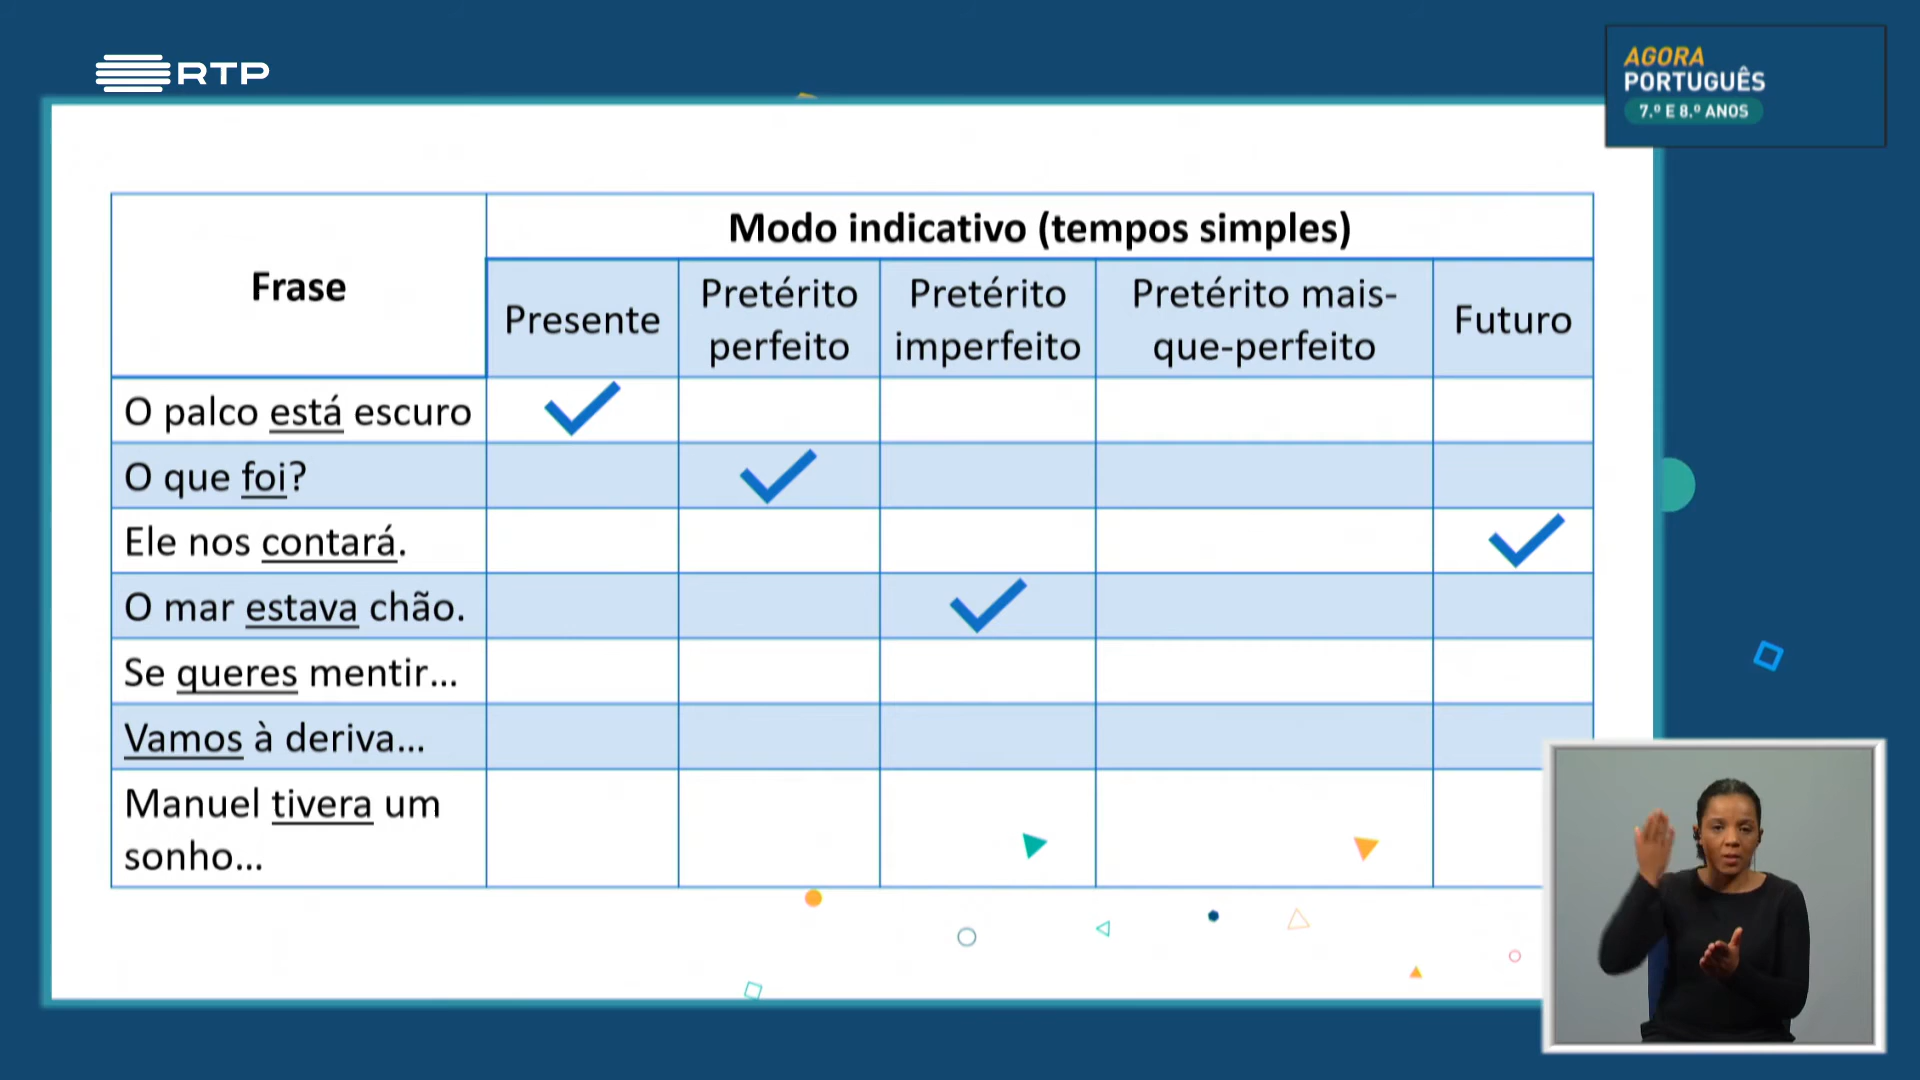 RTP
AGORA
PORTUGUÊS
7.º E 8.º ANOS
Frase
Modo indicativo (tempos simples)
Presente
Pretérito
perfeito
Pretérito
imperfeito
Pretérito mais-
que-perfeito
Futuro
O palco está escuro
O que foi?
Ele nos contará.
O mar estava chão.
Se queres mentir...
Vamos à deriva...
Manuel tivera um
sonho...